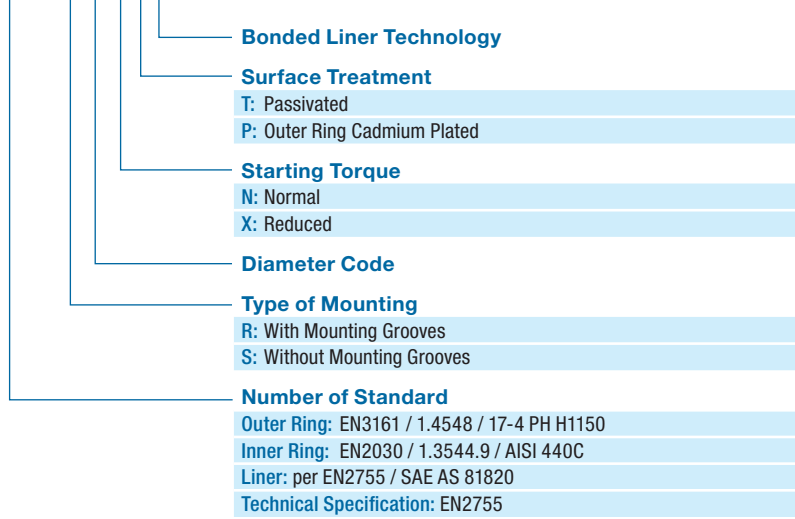 Bonded Liner Technology
Surface Treatment
T: Passivated
P: Outer Ring Cadmium Plated
Starting Torque
N: Normal
X: Reduced
Diameter Code
Type of Mounting
R: With Mounting Grooves
S: Without Mounting Grooves
Number of Standard
Outer Ring: EN3161 / 1.4548 / 17-4 PH H1150
Inner Ring: EN2030 / 1.3544.9 / AISI 440C
Liner: per EN2755 / SAE AS 81820
Technical Specification: EN2755